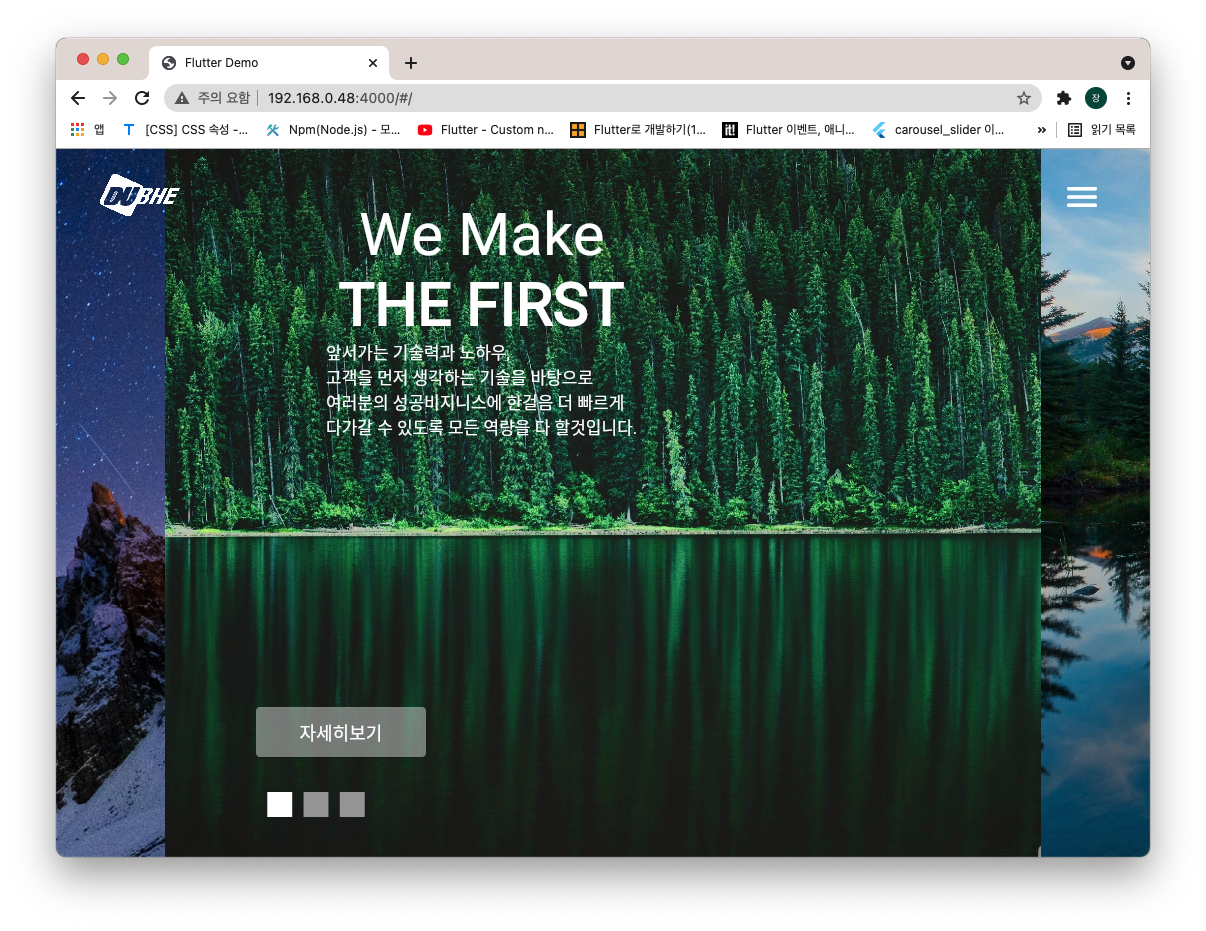 Flutter Demo
주의 요함 192.168.0.48:4000/#/
장
앱 [CSS] CSS 속성 -... Npm(Node.js) - 모... Flutter - Custom n... Flutter로 개발하기(1... it! Flutter 이벤트, 애니... carousel_slider 이... » 읽기 목록
DUBHE
We Make
THE FIRST
앞서가는 기술력과 노하우,
고객을 먼저 생각하는 기술을 바탕으로
여러분의 성공비지니스에 한걸음 더 빠르게
다가갈 수 있도록 모든 역량을 다 할것입니다.
자세히보기